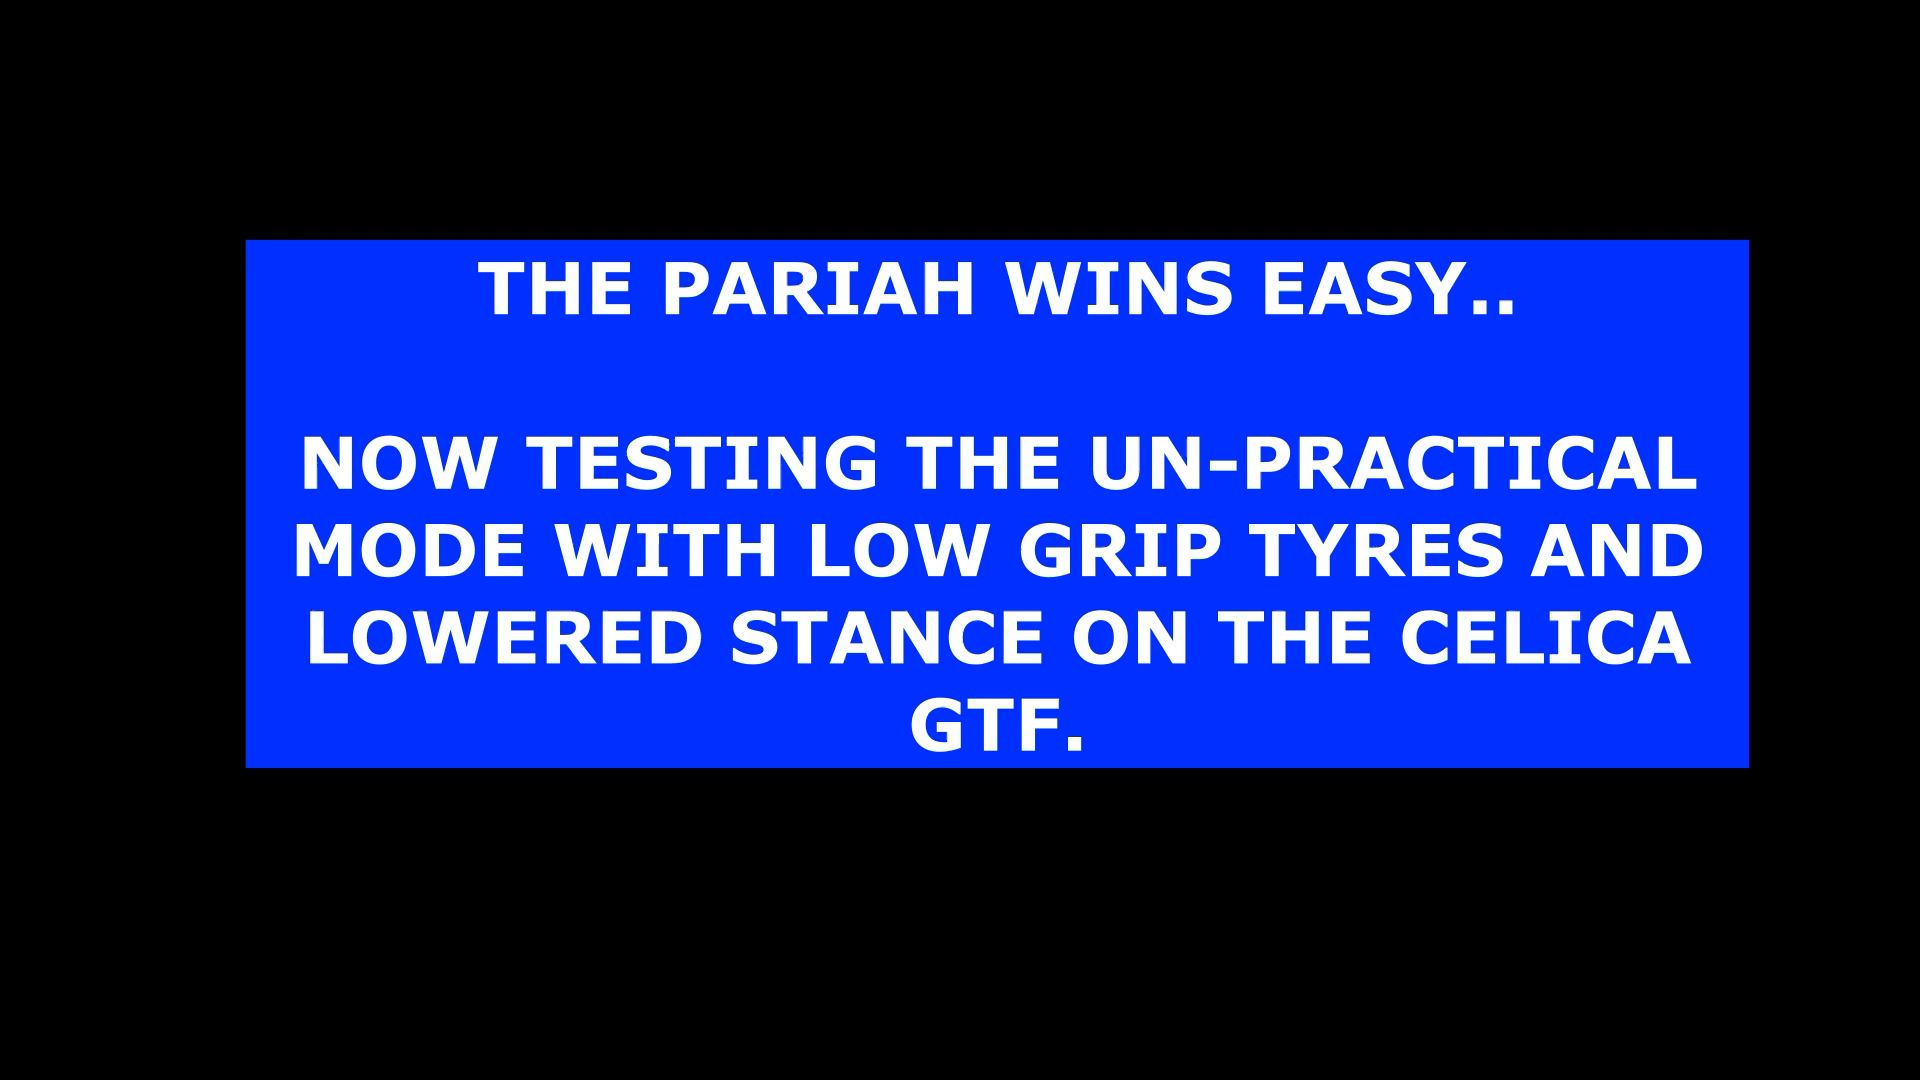 THE PARIAH WINS EASY..
NOW TESTING THE UN-PRACTICAL
MODE WITH LOW GRIP TYRES AND
LOWERED STANCE ON THE CELICA
GTF.